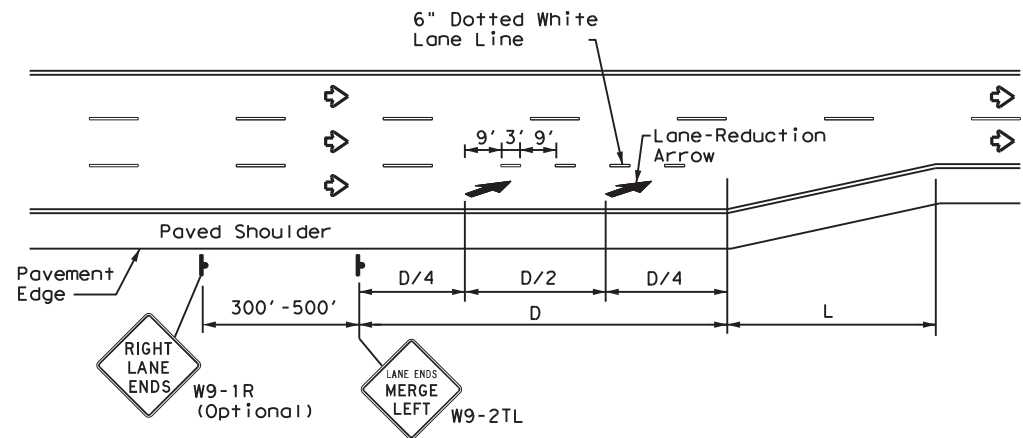 6" Dotted White
Lane Line
9' 3' 9'
Lane-Reduction
Arrow
Paved Shoulder
Pavement
Edge
D/4 D/2 D/4
300'-500' D L
RIGHT
LANE
ENDS
W9-1R
(Optional)
LANE ENDS
MERGE
LEFT
W9-2TL